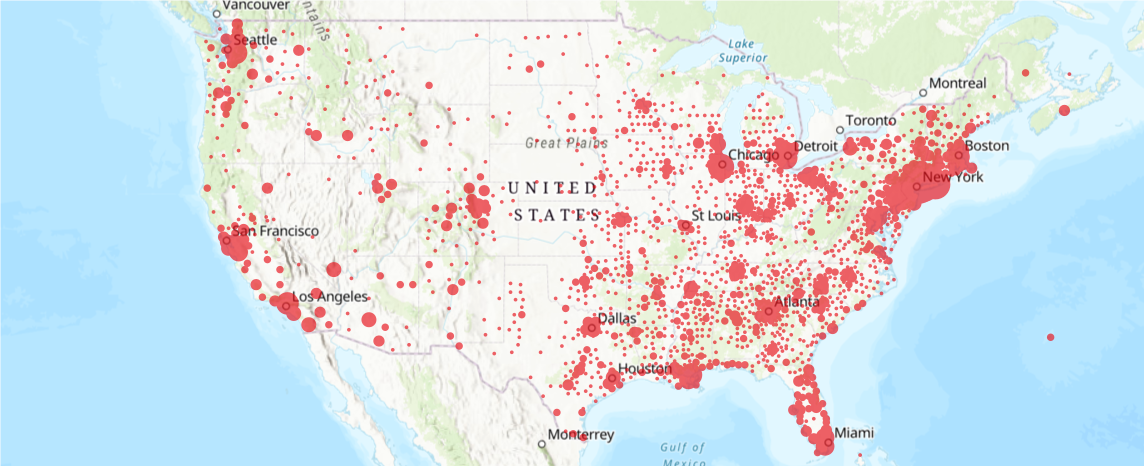 Vancouver
ntains
Seattle
Lake
Superior
Montreal
Toronto
Great Plains
Chicago
Detroit
Boston
UNITED
STATES
New York
St Louis
San Francisco
Los Angeles
Atlanta
Dallas
Houston
Monterrey
Miami
Gulf of
Mexico